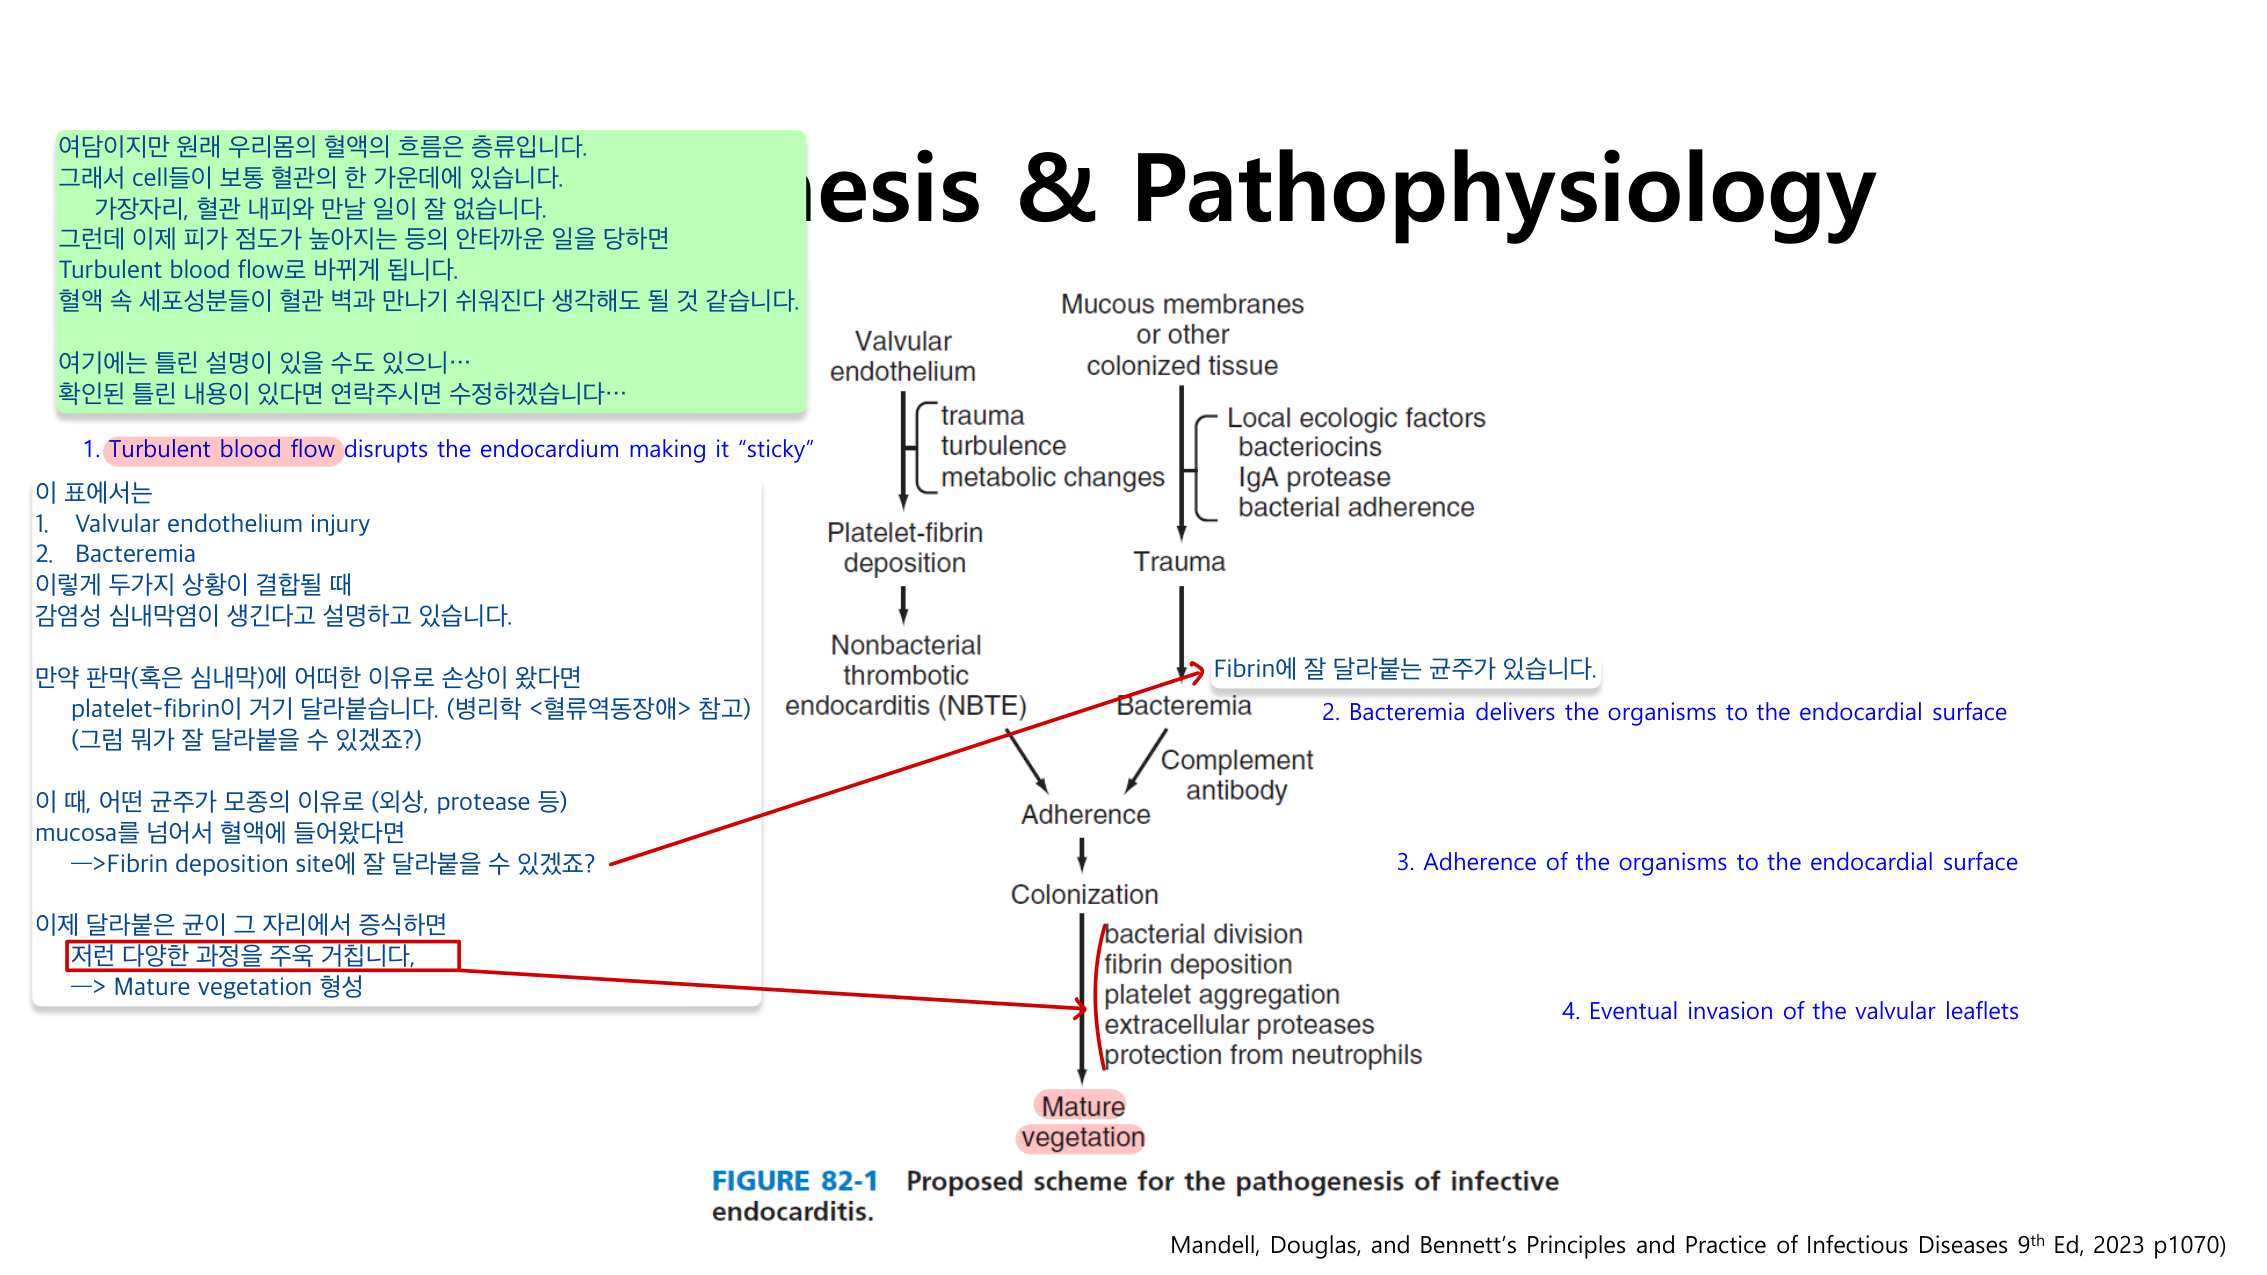 여담이지만 원래 우리몸의 혈액의 흐름은 층류입니다.
그래서 cell들이 보통 혈관의 한 가운데에 있습니다.
가장자리, 혈관 내피와 만날 일이 잘 없습니다.
그런데 이제 피가 점도가 높아지는 등의 안타까운 일을 당하면
Turbulent blood flow로 바뀌게 됩니다.
혈액 속 세포성분들이 혈관 벽과 만나기 쉬워진다 생각해도 될 것 같습니다.
여기에는 틀린 설명이 있을 수도 있으니…
확인된 틀린 내용이 있다면 연락주시면 수정하겠습니다…
esis & Pathophysiology
1. Turbulent blood flow disrupts the endocardium making it “sticky”
이 표에서는
1. Valvular endothelium injury
2. Bacteremia
이렇게 두가지 상황이 결합될 때
감염성 심내막염이 생긴다고 설명하고 있습니다.
만약 판막(혹은 심내막)에 어떠한 이유로 손상이 왔다면
platelet-fibrin이 거기 달라붙습니다. (병리학 <혈류역동장애> 참고)
(그럼 뭐가 잘 달라붙을 수 있겠죠?)
이 때, 어떤 균주가 모종의 이유로 (외상, protease 등)
mucosa를 넘어서 혈액에 들어왔다면
—>Fibrin deposition site에 잘 달라붙을 수 있겠죠?
이제 달라붙은 균이 그 자리에서 증식하면
저런 다양한 과정을 주욱 거칩니다,
—> Mature vegetation 형성
Valvular
endothelium
trauma
turbulence
metabolic changes
Platelet-fibrin
deposition
Nonbacterial
thrombotic
endocarditis (NBTE)
Mucous membranes
or other
colonized tissue
Local ecologic factors
bacteriocins
IgA protease
bacterial adherence
Trauma
Fibrin에 잘 달라붙는 균주가 있습니다.
Bacteremia
2. Bacteremia delivers the organisms to the endocardial surface
Complement
antibody
Adherence
3. Adherence of the organisms to the endocardial surface
Colonization
bacterial division
fibrin deposition
platelet aggregation
extracellular proteases
protection from neutrophils
4. Eventual invasion of the valvular leaflets
Mature
vegetation
FIGURE 82-1 Proposed scheme for the pathogenesis of infective
endocarditis.
Mandell, Douglas, and Bennett’s Principles and Practice of Infectious Diseases 9th Ed, 2023 p1070)